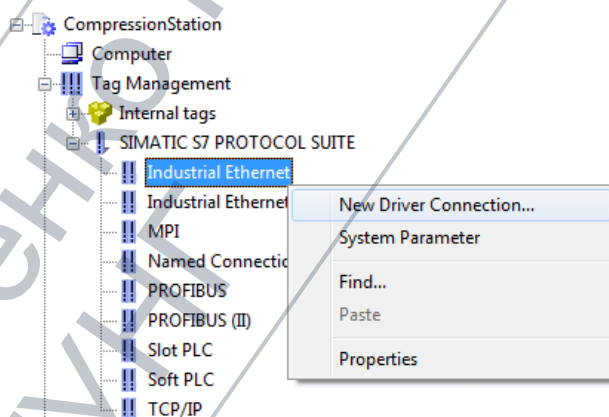 CompressionStation
Computer
Tag Management
Internal tags
SIMATIC S7 PROTOCOL SUITE
Industrial Ethernet
Industrial Ethernet
MPI
Named
PROFIBUS
PROFIBUS (II)
Slot PLC
Soft PLC
TCP/IP
New Driver Connection...
System Parameter
Find...
Paste
Properties